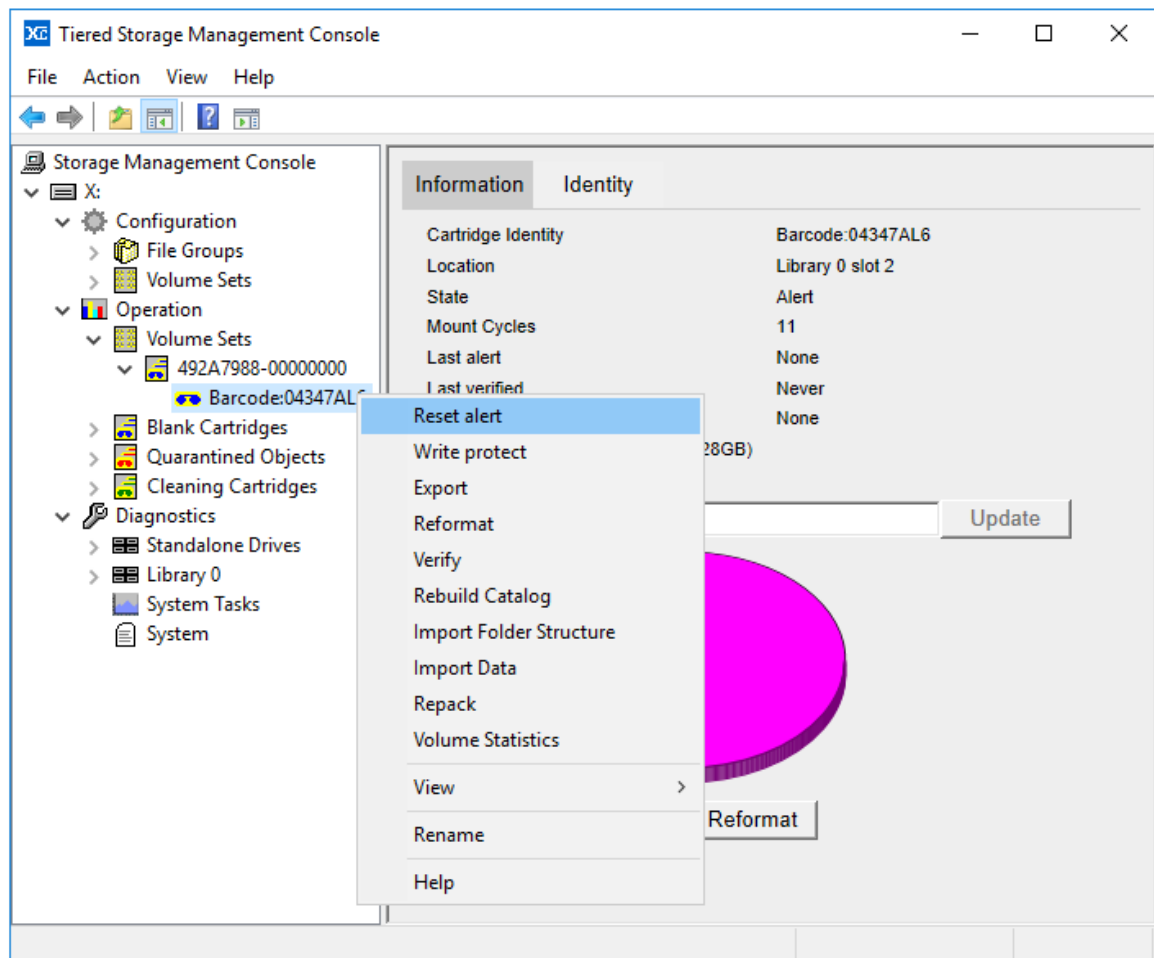 XC Tiered Storage Management Console
File Action View Help
Storage Management Console
X:
Configuration
File Groups
Volume Sets
Operation
Volume Sets
492A7988-00000000
Barcode:04347AL6
Blank Cartridges
Quarantined Objects
Cleaning Cartridges
Diagnostics
Standalone Drives
Library 0
System Tasks
System
Information Identity
Cartridge Identity Barcode:04347AL6
Location Library 0 slot 2
State Alert
Mount Cycles 11
Last alert None
Last verified Never
None
28GB)
Update
Reformat
Reset alert
Write protect
Export
Reformat
Verify
Rebuild Catalog
Import Folder Structure
Import Data
Repack
Volume Statistics
View
Rename
Help